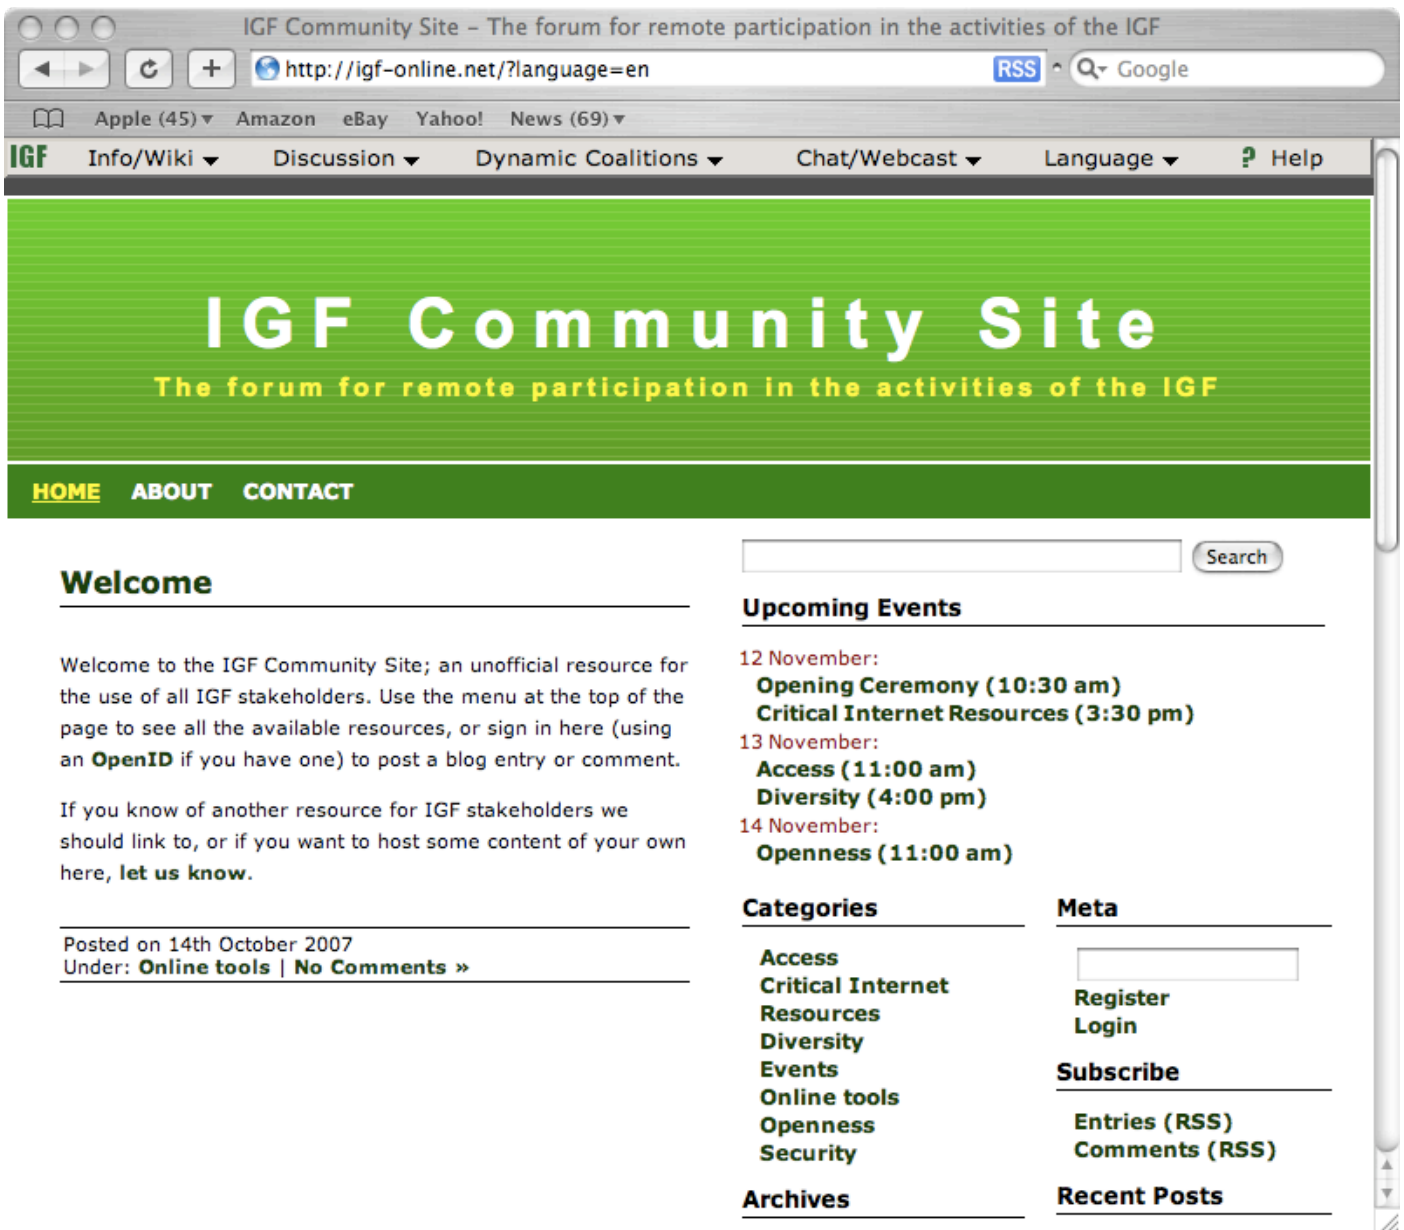 IGF Community Site – The forum for remote participation in the activities of the IGF
http://igf-online.net/?language=en
RSS
Google
Apple (45)
Amazon
eBay
Yahoo!
News (69)
IGF
Info/Wiki
Discussion
Dynamic Coalitions
Chat/Webcast
Language
? Help
IGF Community Site
The forum for remote participation in the activities of the IGF
HOME
ABOUT
CONTACT
Welcome
Welcome to the IGF Community Site; an unofficial resource for
the use of all IGF stakeholders. Use the menu at the top of the
page to see all the available resources, or sign in here (using
an OpenID if you have one) to post a blog entry or comment.
If you know of another resource for IGF stakeholders we
should link to, or if you want to host some content of your own
here, let us know.
Posted on 14th October 2007
Under: Online tools | No Comments »
Search
Upcoming Events
12 November:
Opening Ceremony (10:30 am)
Critical Internet Resources (3:30 pm)
13 November:
Access (11:00 am)
Diversity (4:00 pm)
14 November:
Openness (11:00 am)
Categories
Access
Critical Internet
Resources
Diversity
Events
Online tools
Openness
Security
Archives
Meta
Register
Login
Subscribe
Entries (RSS)
Comments (RSS)
Recent Posts